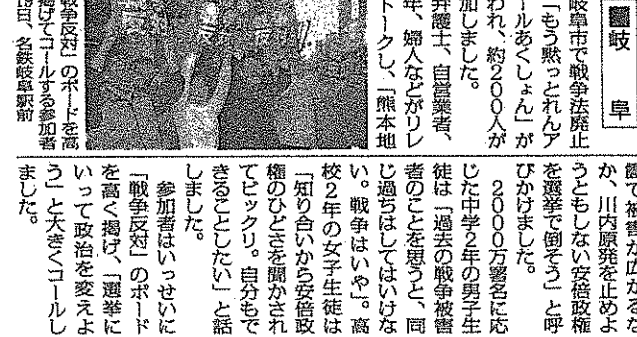 ■岐 阜
岐阜市で戦争法廃止
「もう黙っとれんア
ールあくしょん」が
われ、約200人が
加しました。
弁護士、自営業者、
年、婦人などがリレ
トークし、「熊本地
震で被害が広がるな
か、川内原発を止めよ
うともしない安倍政権
を選挙で倒そう」と呼
びかけました。
2000万署名に応
じた中学2年の男子生
徒は「過去の戦争被害
者のことを思うと、同
じ過ちはしてはいけな
い。戦争はいや」。高
校2年の女子生徒は
「知り合いから安倍政
権のひどさを聞かされ
てビックリ。自分もで
きることしたい」と話
しました。
参加者はいっせいに
「戦争反対」のボード
を高く掲げ、「選挙に
いって政治を変えよ
う」と大きくコールし
ました。
戦争反対」のボードを高
掲げてコールする参加者
19日、名鉄岐阜駅前